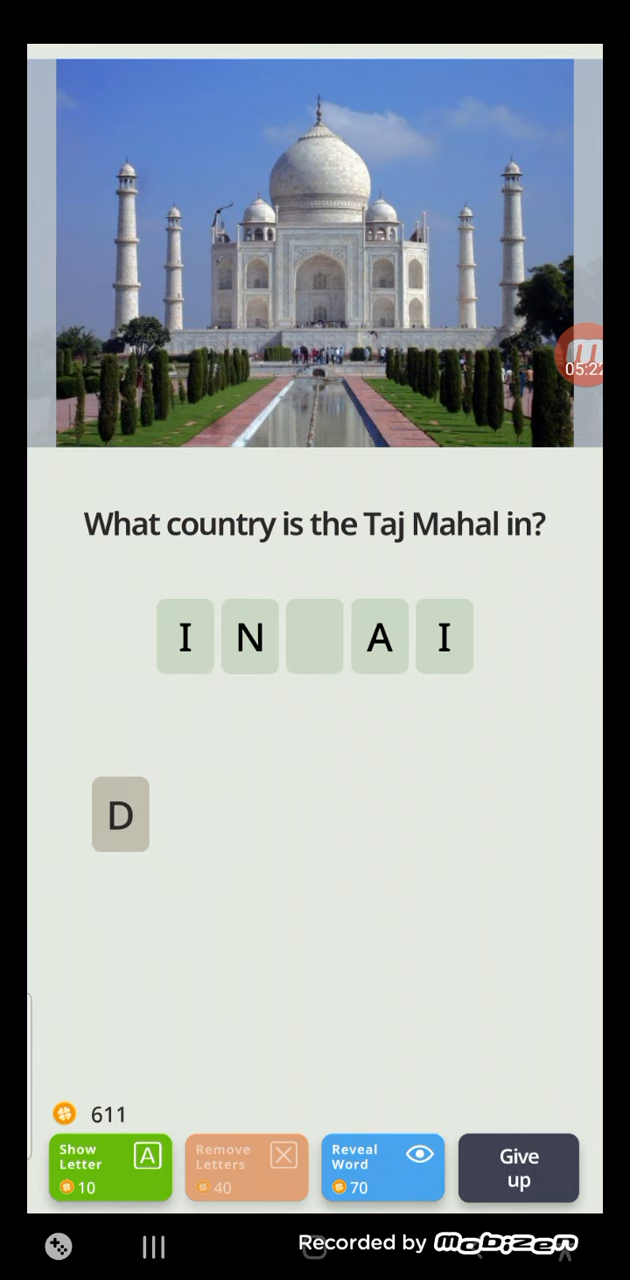 05:22
What country is the Taj Mahal in?
I N A I
D
611
Show Letter A
10
Remove Letters
40
Reveal Word
70
Give up
Recorded by mobizen